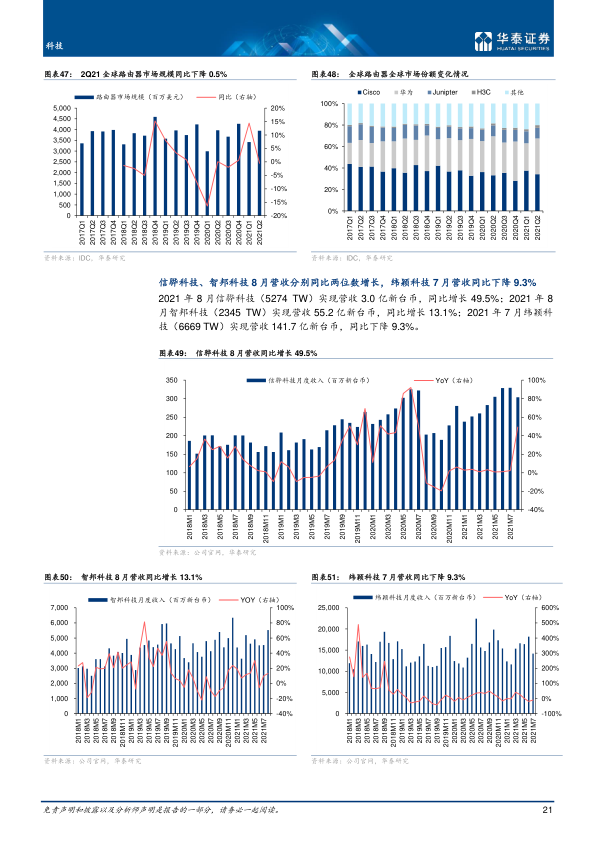 科技
华泰证券
HUATAI SECURITIES
图表47： 2Q21 全球路由器市场规模同比下降 0.5%
路由器市场规模（百万美元） 同比（右轴）
5,000
4,500
4,000
3,500
3,000
2,500
2,000
1,500
1,000
500
0
20%
15%
10%
5%
0%
-5%
-10%
-15%
-20%
2017Q1 2017Q2 2017Q3 2017Q4 2018Q1 2018Q2 2018Q3 2018Q4 2019Q1 2019Q2 2019Q3 2019Q4 2020Q1 2020Q2 2020Q3 2020Q4 2021Q1 2021Q2
资料来源：IDC，华泰研究
图表48： 全球路由器全球市场份额变化情况
Cisco 华为 Junipter H3C 其他
100%
80%
60%
40%
20%
0%
2017Q1 2017Q2 2017Q3 2017Q4 2018Q1 2018Q2 2018Q3 2018Q4 2019Q1 2019Q2 2019Q3 2019Q4 2020Q1 2020Q2 2020Q3 2020Q4 2021Q1 2021Q2
资料来源：IDC，华泰研究
信骅科技、智邦科技 8 月营收分别同比两位数增长，纬颖科技 7 月营收同比下降 9.3%
2021 年 8 月信骅科技（5274 TW）实现营收 3.0 亿新台币，同比增长 49.5%；2021 年 8
月智邦科技（2345 TW）实现营收 55.2 亿新台币，同比增长 13.1%；2021 年 7 月纬颖科
技（6669 TW）实现营收 141.7 亿新台币，同比下降 9.3%。
图表49： 信骅科技 8 月营收同比增长 49.5%
信骅科技月度收入（百万新台币） YoY（右轴）
350
300
250
200
150
100
50
0
100%
80%
60%
40%
20%
0%
-20%
-40%
2018M1 2018M3 2018M5 2018M7 2018M9 2018M11 2019M1 2019M3 2019M5 2019M7 2019M9 2019M11 2020M1 2020M3 2020M5 2020M7 2020M9 2020M11 2021M1 2021M3 2021M5 2021M7
资料来源：公司官网，华泰研究
图表50： 智邦科技 8 月营收同比增长 13.1%
智邦科技月度收入（百万新台币） YOY（右轴）
7,000
6,000
5,000
4,000
3,000
2,000
1,000
0
100%
80%
60%
40%
20%
0%
-20%
-40%
2018M1 2018M3 2018M5 2018M7 2018M9 2018M11 2019M1 2019M3 2019M5 2019M7 2019M9 2019M11 2020M1 2020M3 2020M5 2020M7 2020M9 2020M11 2021M1 2021M3 2021M5 2021M7
资料来源：公司官网，华泰研究
图表51： 纬颖科技 7 月营收同比下降 9.3%
纬颖科技月度收入（百万新台币） YoY（右轴）
25,000
20,000
15,000
10,000
5,000
0
600%
500%
400%
300%
200%
100%
0%
-100%
2018M1 2018M3 2018M5 2018M7 2018M9 2018M11 2019M1 2019M3 2019M5 2019M7 2019M9 2019M11 2020M1 2020M3 2020M5 2020M7 2020M9 2020M11 2021M1 2021M3 2021M5 2021M7
资料来源：公司官网，华泰研究
免责声明和披露以及分析师声明是报告的一部分，请务必一起阅读。
21